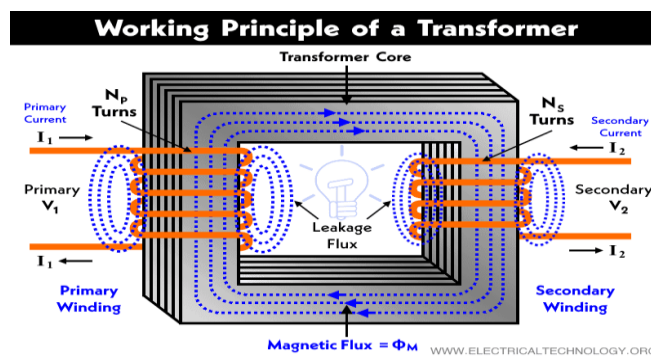 Working Principle of a Transformer
Transformer Core
Np
Turns
Ns
Turns
Primary
Current
I1
Secondary
Current
I2
Primary
V1
Secondary
V2
Leakage
Flux
I1
I2
Primary
Winding
Secondary
Winding
Magnetic Flux = ΦM
WWW.ELECTRICALTECHNOLOGY.ORG